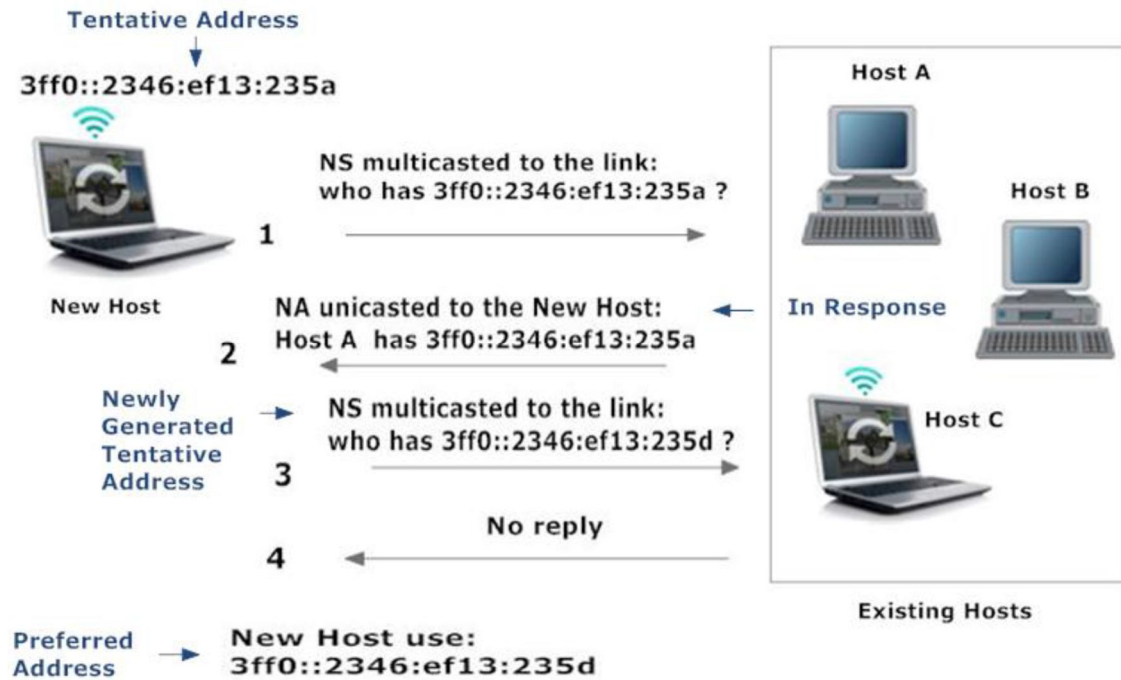 Tentative Address
3ff0::2346:ef13:235a
Host A
NS multicasted to the link:
who has 3ff0::2346:ef13:235a ?
Host B
1
New Host
NA unicasted to the New Host:
In Response
Host A has 3ff0::2346:ef13:235a
2
Newly
Generated
Tentative
Address
NS multicasted to the link:
who has 3ff0::2346:ef13:235d ?
Host C
3
No reply
4
Existing Hosts
Preferred
Address
New Host use:
3ff0::2346:ef13:235d